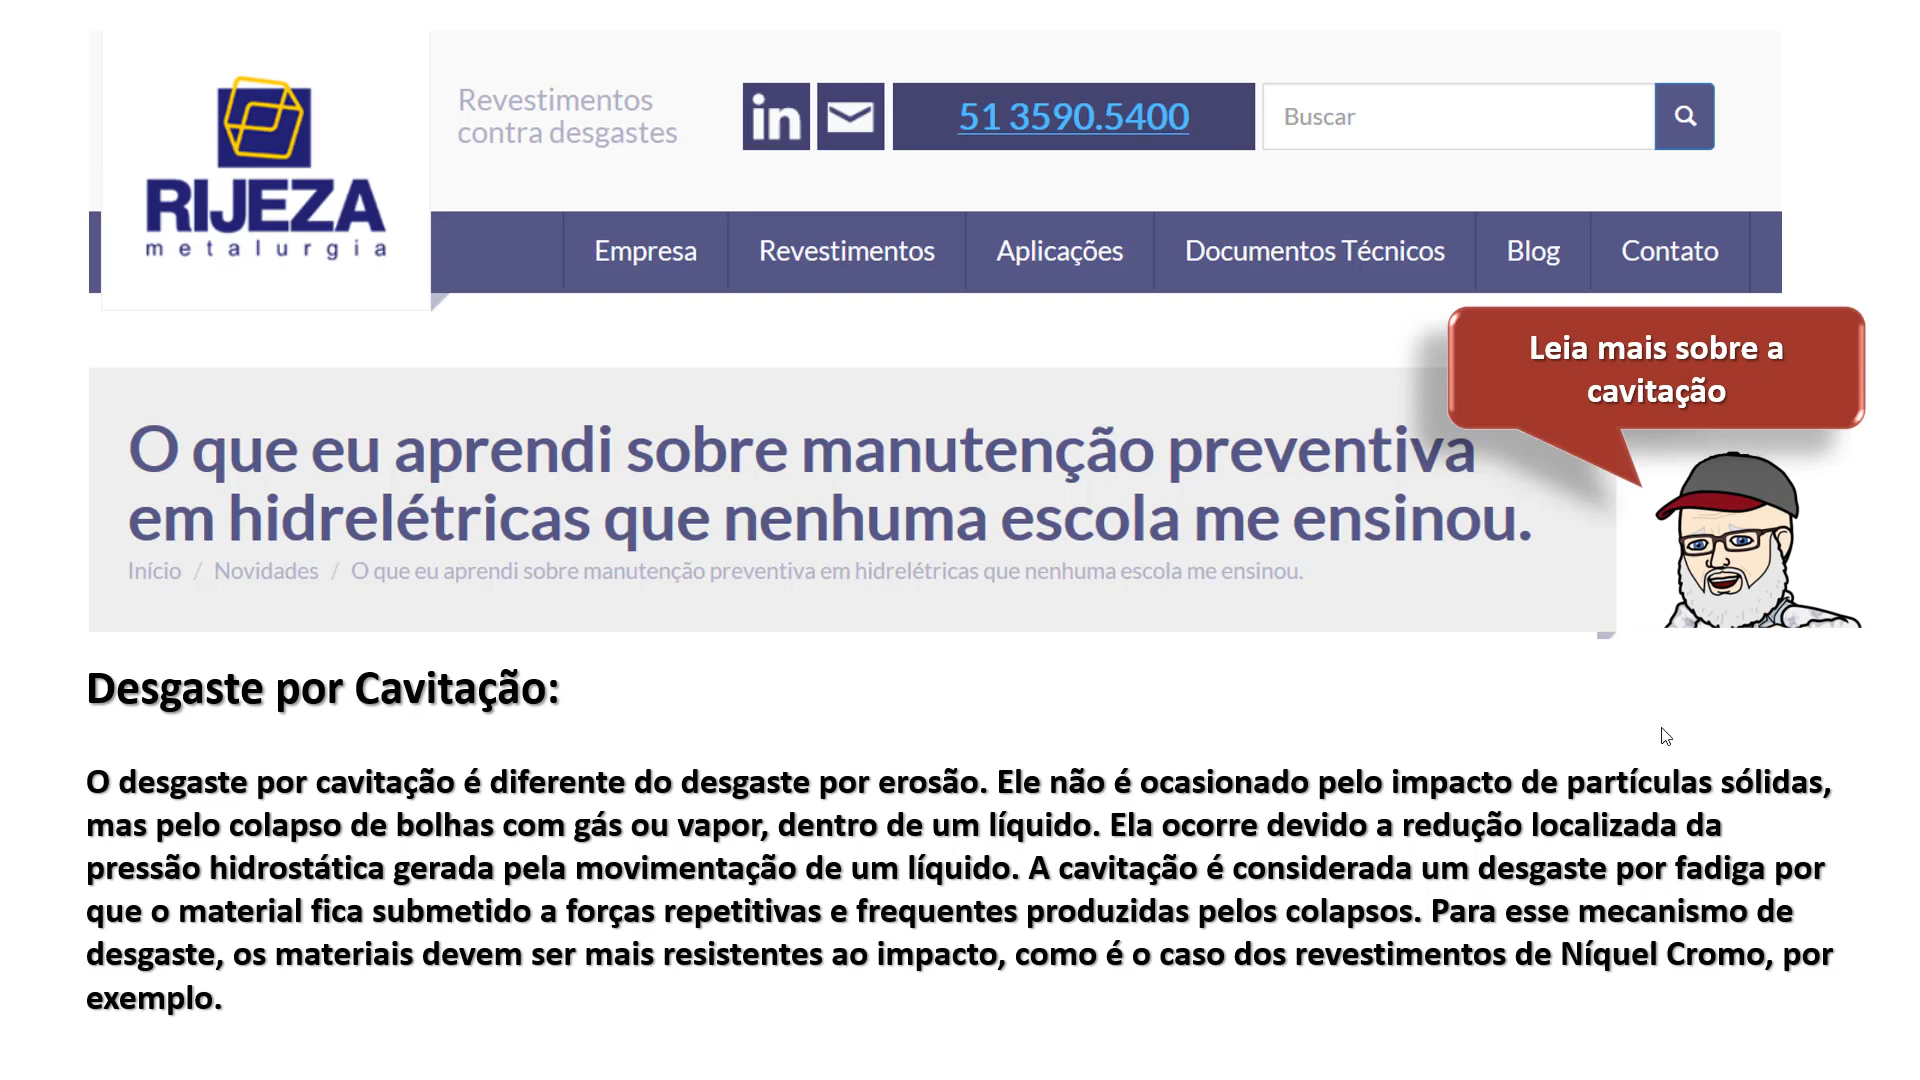 Revestimentos
contra desgastes
in
51 3590.5400
Buscar
RIJEZA
metalurgia
Empresa
Revestimentos
Aplicações
Documentos Técnicos
Blog
Contato
Leia mais sobre a
cavitação
O que eu aprendi sobre manutenção preventiva
em hidrelétricas que nenhuma escola me ensinou.
Início / Novidades / O que eu aprendi sobre manutenção preventiva em hidrelétricas que nenhuma escola me ensinou.
Desgaste por Cavitação:
O desgaste por cavitação é diferente do desgaste por erosão. Ele não é ocasionado pelo impacto de partículas sólidas,
mas pelo colapso de bolhas com gás ou vapor, dentro de um líquido. Ela ocorre devido a redução localizada da
pressão hidrostática gerada pela movimentação de um líquido. A cavitação é considerada um desgaste por fadiga por
que o material fica submetido a forças repetitivas e frequentes produzidas pelos colapsos. Para esse mecanismo de
desgaste, os materiais devem ser mais resistentes ao impacto, como é o caso dos revestimentos de Níquel Cromo, por
exemplo.